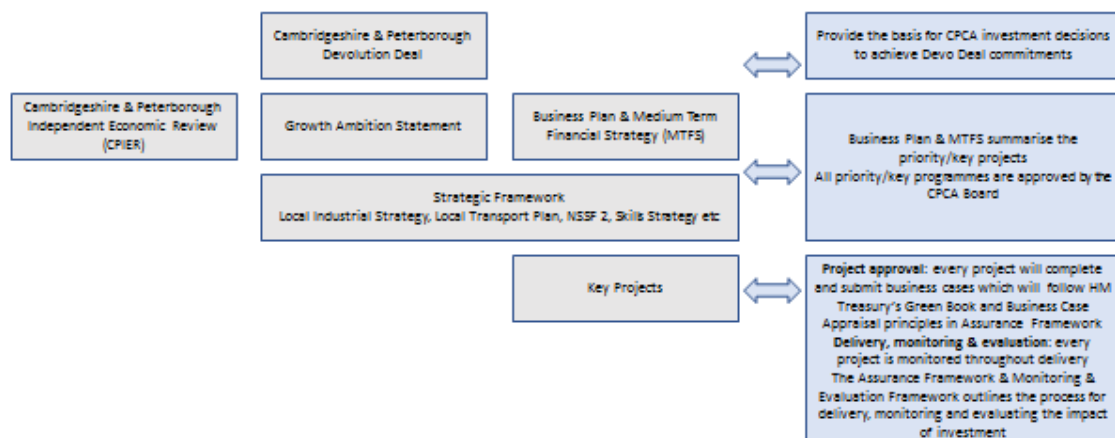 Cambridgeshire & Peterborough
Devolution Deal
Provide the basis for CPCA investment decisions
to achieve Devo Deal commitments
Cambridgeshire & Peterborough
Independent Economic Review
(CPIER)
Growth Ambition Statement
Business Plan & Medium Term
Financial Strategy (MTFS)
Business Plan & MTFS summarise the
priority/key projects
All priority/key programmes are approved by the
CPCA Board
Strategic Framework
Local Industrial Strategy, Local Transport Plan, NSSF 2, Skills Strategy etc
Key Projects
Project approval: every project will complete
and submit business cases which will follow HM
Treasury's Green Book and Business Case
Appraisal principles in Assurance Framework
Delivery, monitoring & evaluation: every
project is monitored throughout delivery
The Assurance Framework & Monitoring &
Evaluation Framework outlines the process for
delivery, monitoring and evaluating the impact
of investment